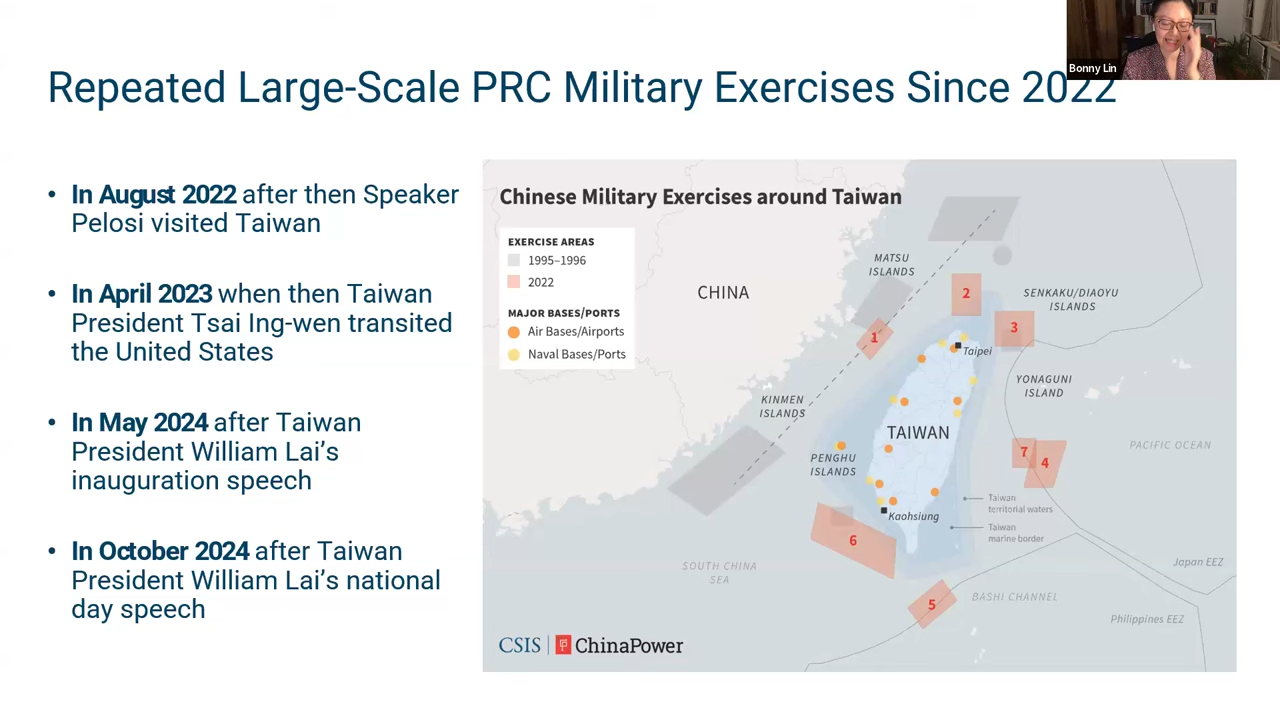 Bonny Lin
Repeated Large-Scale PRC Military Exercises Since 2022
• In August 2022 after then Speaker
Pelosi visited Taiwan
• In April 2023 when then Taiwan
President Tsai Ing-wen transited
the United States
• In May 2024 after Taiwan
President William Lai’s
inauguration speech
• In October 2024 after Taiwan
President William Lai’s national
day speech
Chinese Military Exercises around Taiwan
EXERCISE AREAS
1995–1996
2022
MAJOR BASES/PORTS
Air Bases/Airports
Naval Bases/Ports
CHINA
MATSU
ISLANDS
2
SENKAKU/DIAOYU
ISLANDS
3
1
Taipei
YONAGUNI
ISLAND
KINMEN
ISLANDS
TAIWAN
PACIFIC OCEAN
7
4
PENGHU
ISLANDS
Taiwan
territorial waters
Kaohsiung
Taiwan
marine border
6
SOUTH CHINA
SEA
Japan EEZ
5
BASHI CHANNEL
Philippines EEZ
CSIS | ChinaPower